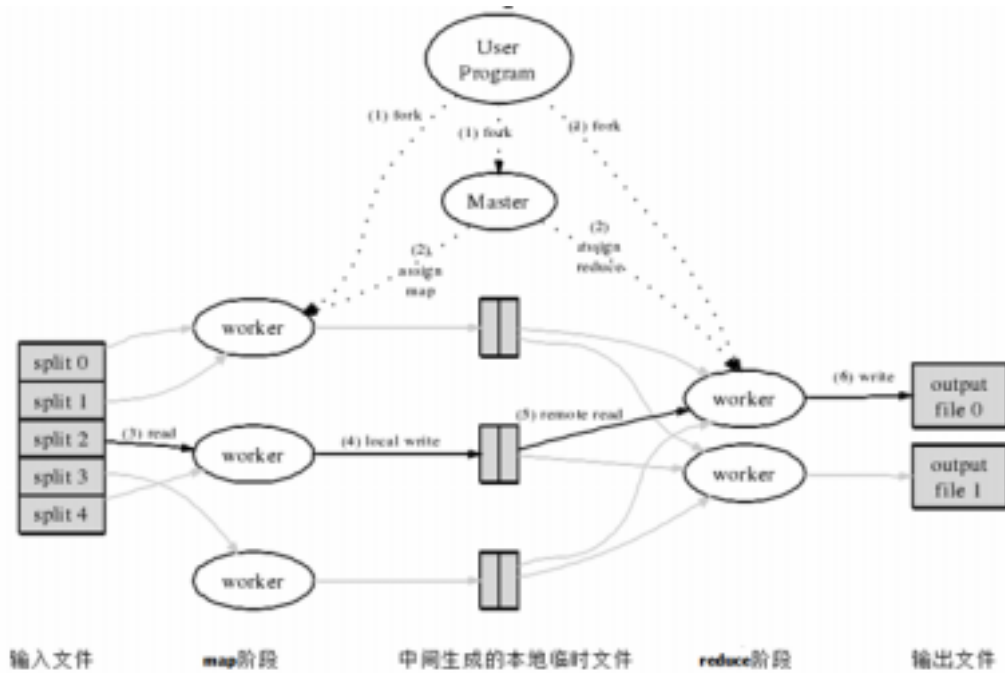 User
Program
(1) fork
(1) fork
(1) fork
Master
(2)
assign
map
(2)
assign
reduce
worker
split 0
split 1
split 2
split 3
split 4
(3) read
worker
(4) local write
(5) remote read
worker
(6) write
output
file 0
worker
output
file 1
worker
输入文件
map阶段
中间生成的本地临时文件
reduce阶段
输出文件